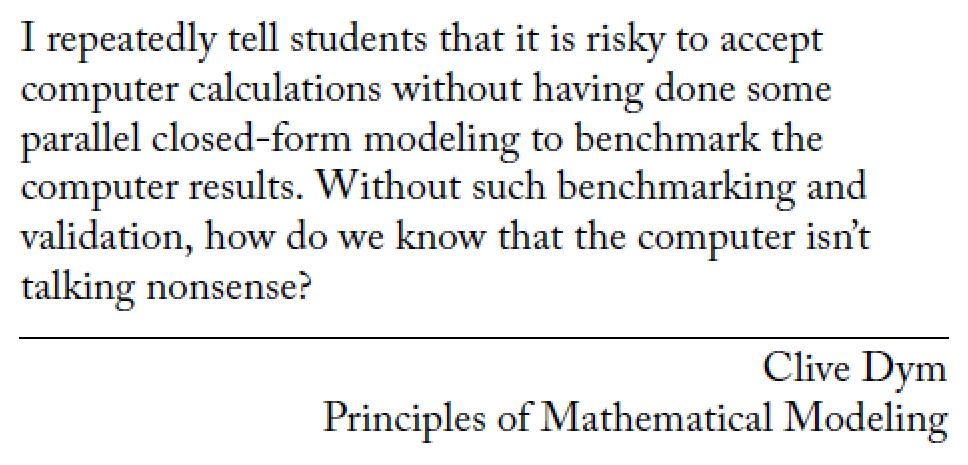 I repeatedly tell students that it is risky to accept
computer calculations without having done some
parallel closed-form modeling to benchmark the
computer results. Without such benchmarking and
validation, how do we know that the computer isn’t
talking nonsense?
Clive Dym
Principles of Mathematical Modeling